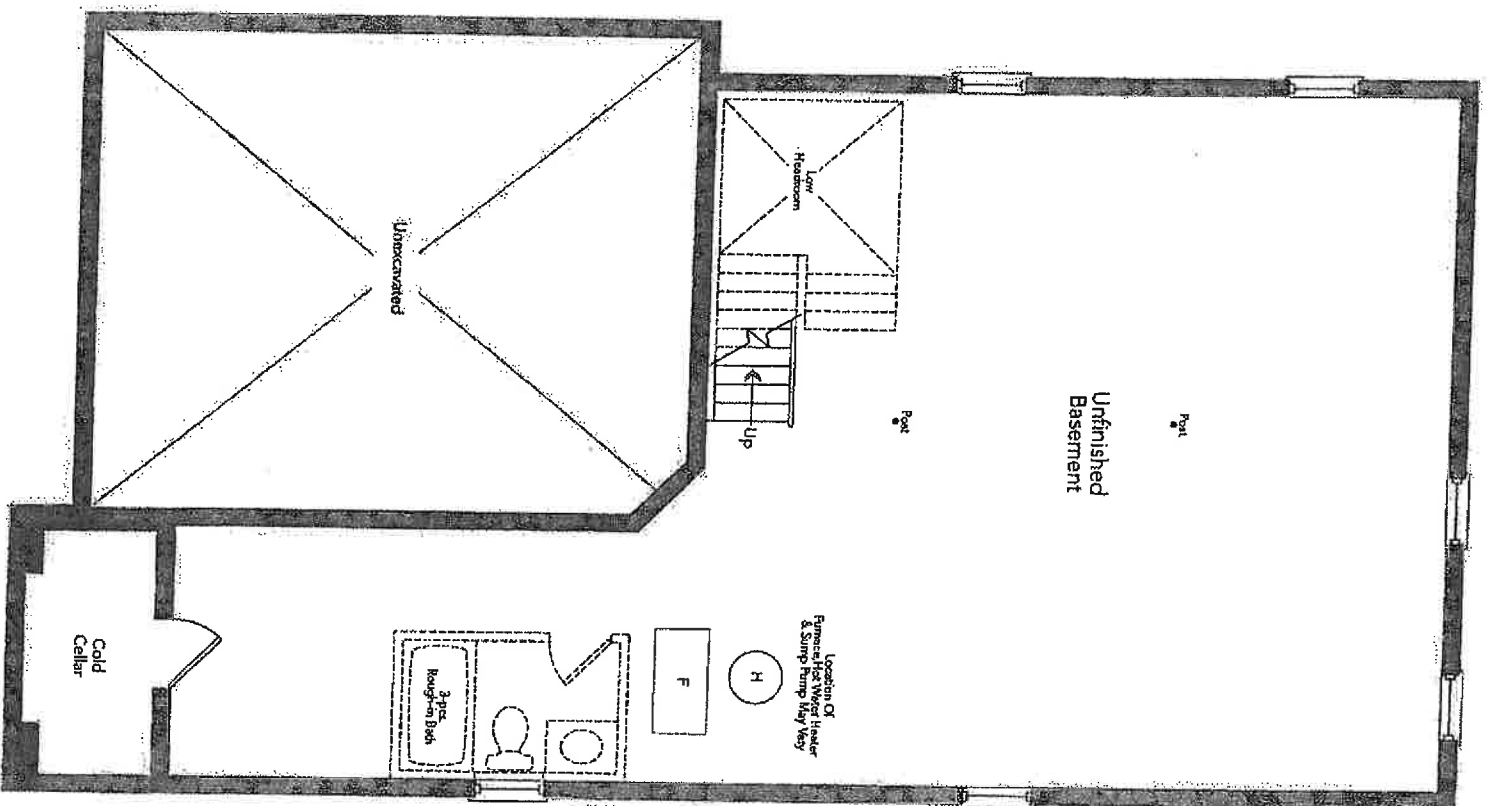 Unexcavated
Low
Headroom
Up
Post
Unfinished
Basement
Post
Cold
Cellar
3-pce
Rough-in Bath
F
H
Location Of
Furnace, Hot Water Heater
& Sump Pump May Vary